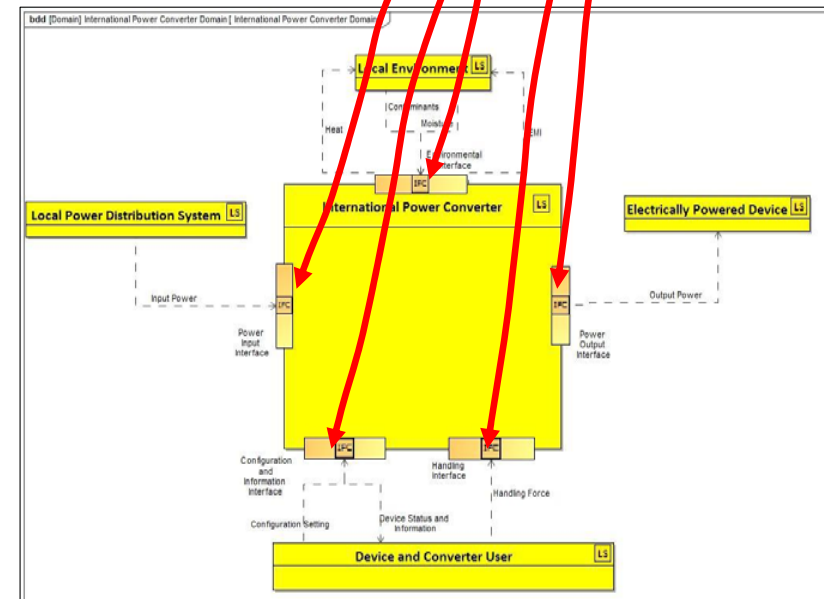 bdd [Domain] International Power Converter Domain [ International Power Converter Domain ]
Local Environment LS
Contaminants
Moisture
Heat
EMI
Environmental
Interface
IFC
International Power Converter LS
Local Power Distribution System LS
Electrically Powered Device LS
Input Power
IFC
Power
Input
Interface
IFC
Output Power
Power
Output
Interface
IFC
Configuration
and
Information
Interface
IFC
Handling
Interface
Handling Force
Configuration Setting
Device Status and
Information
Device and Converter User LS